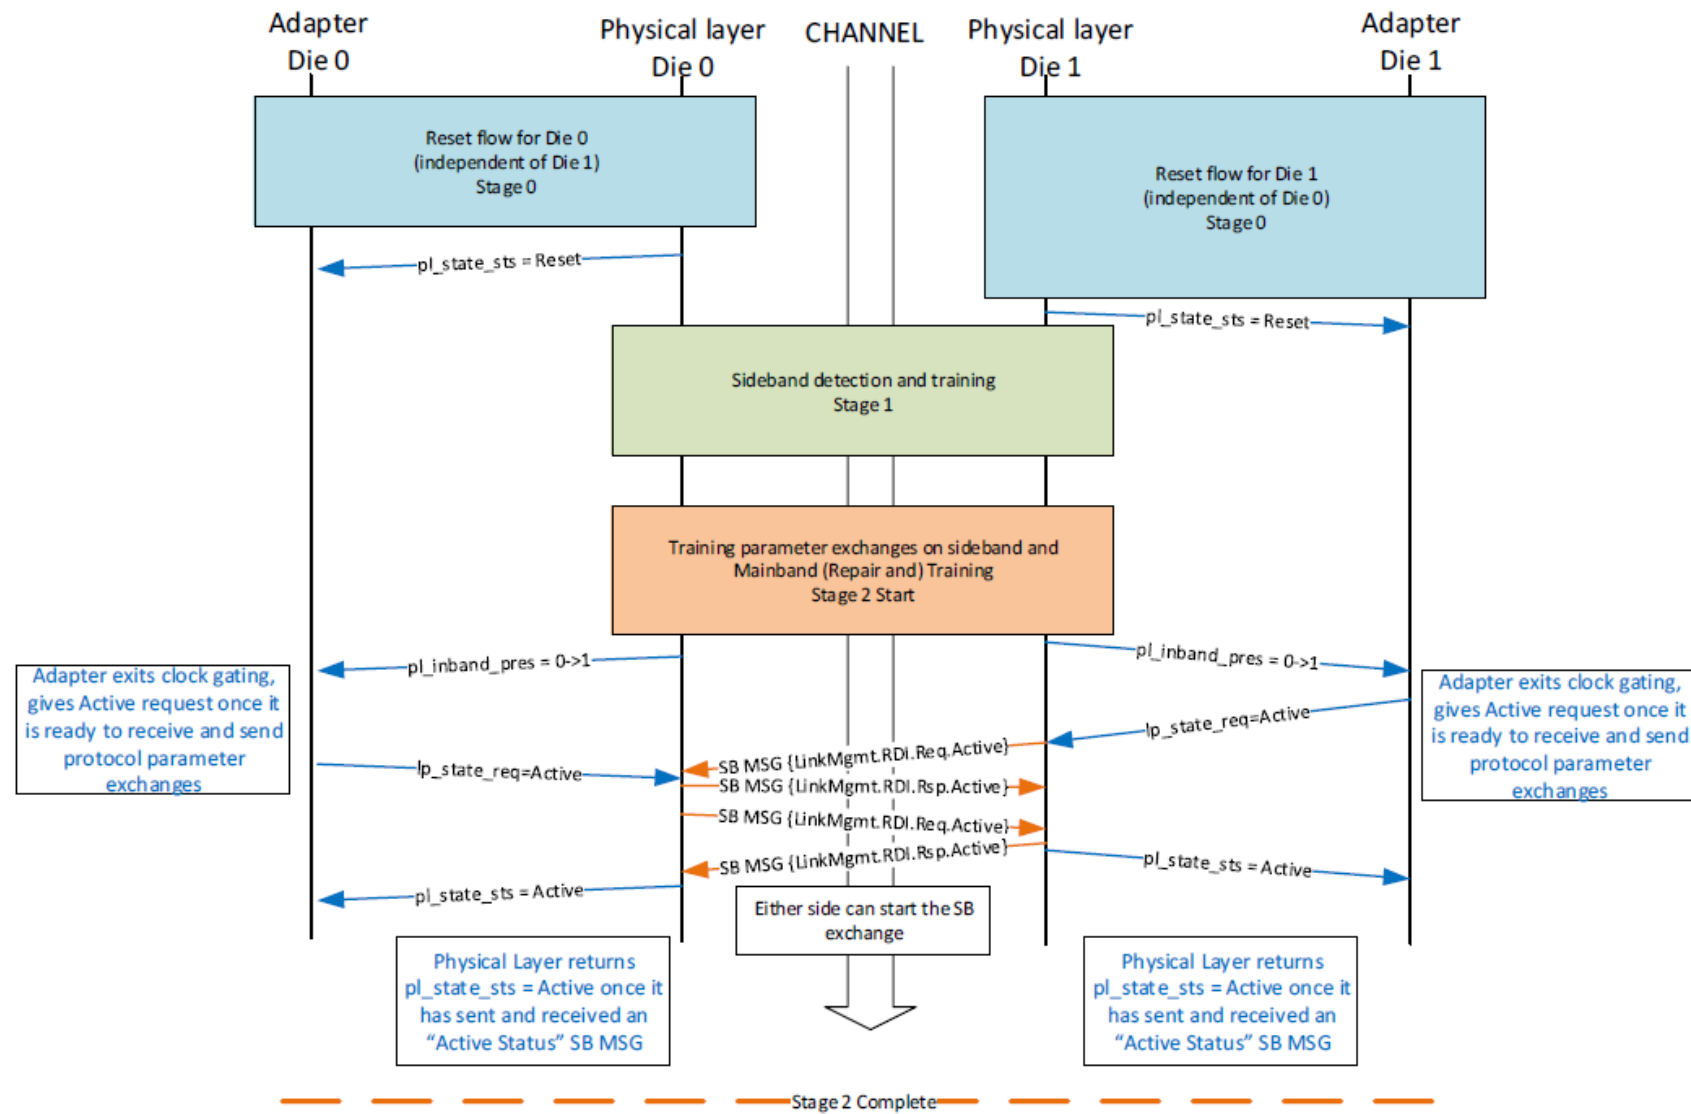 Adapter
Die 0
Physical layer
Die 0
CHANNEL
Physical layer
Die 1
Adapter
Die 1
Reset flow for Die 0
(independent of Die 1)
Stage 0
Reset flow for Die 1
(independent of Die 0)
Stage 0
pl_state_sts = Reset
pl_state_sts = Reset
Sideband detection and training
Stage 1
Training parameter exchanges on sideband and
Mainband (Repair and) Training
Stage 2 Start
pl_inband_pres = 0->1
pl_inband_pres = 0->1
Adapter exits clock gating,
gives Active request once it
is ready to receive and send
protocol parameter
exchanges
Adapter exits clock gating,
gives Active request once it
is ready to receive and send
protocol parameter
exchanges
lp_state_req=Active
SB MSG {LinkMgmt.RDI.Req.Active}
lp_state_req=Active
SB MSG {LinkMgmt.RDI.Rsp.Active}
SB MSG {LinkMgmt.RDI.Req.Active}
SB MSG {LinkMgmt.RDI.Rsp.Active}
pl_state_sts = Active
pl_state_sts = Active
Either side can start the SB
exchange
Physical Layer returns
pl_state_sts = Active once it
has sent and received an
“Active Status” SB MSG
Physical Layer returns
pl_state_sts = Active once it
has sent and received an
“Active Status” SB MSG
Stage 2 Complete